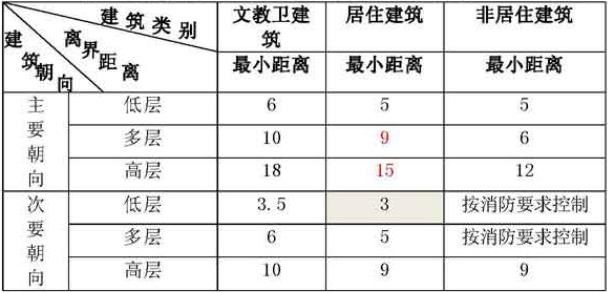 建筑类别 文教卫建筑 居住建筑 非居住建筑
离界距离
建筑朝向 最小距离 最小距离 最小距离
主要朝向 低层 6 5 5
多层 10 9 6
高层 18 15 12
次要朝向 低层 3.5 3 按消防要求控制
多层 6 5 按消防要求控制
高层 10 9 9